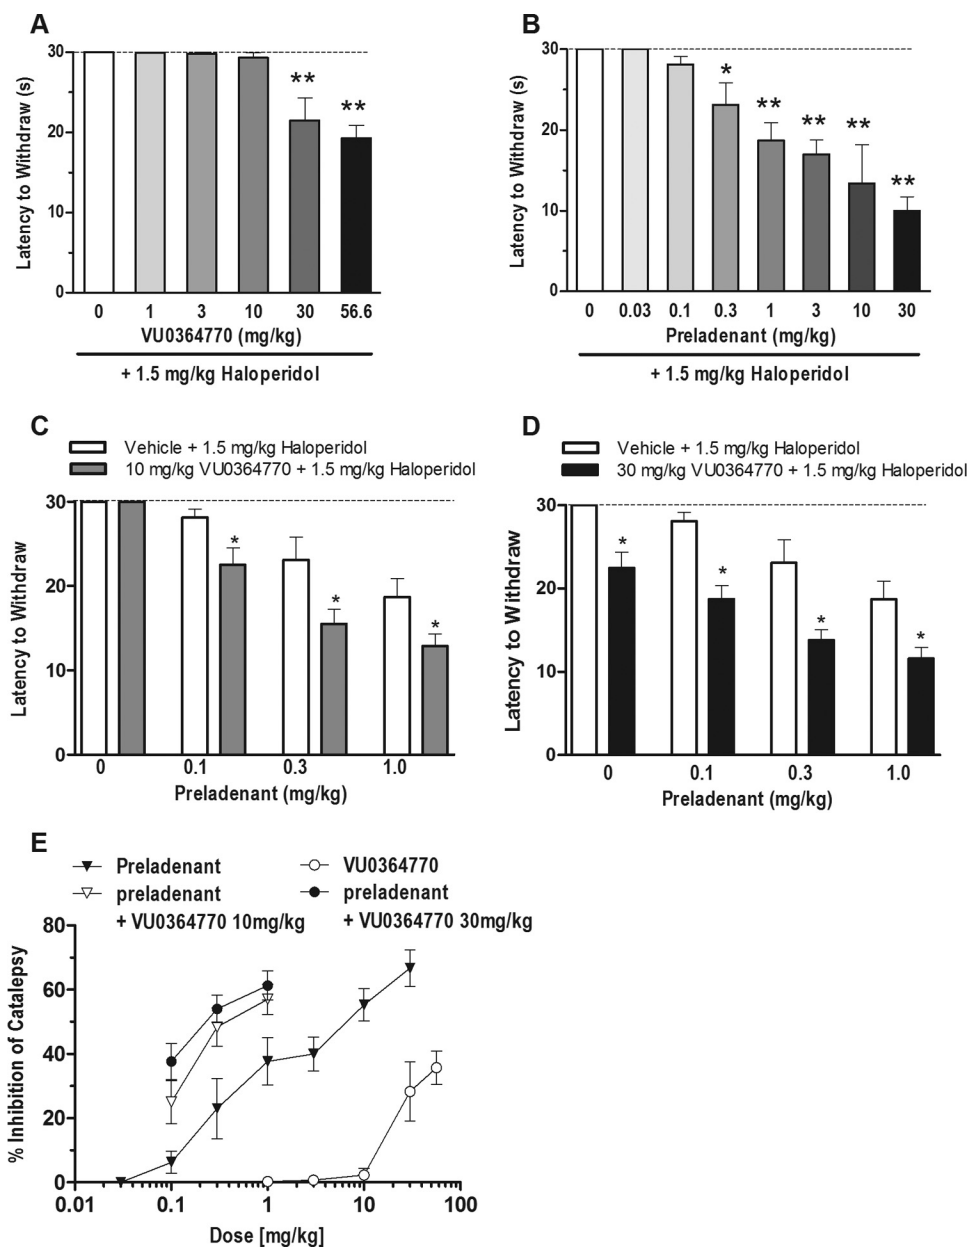 A
30
20
10
0
Latency to Withdraw (s)
** **
0 1 3 10 30 56.6
VU0364770 (mg/kg)
+ 1.5 mg/kg Haloperidol
B
30
20
10
0
Latency to Withdraw (s)
* ** ** ** **
0 0.03 0.1 0.3 1 3 10 30
Preladenant (mg/kg)
+ 1.5 mg/kg Haloperidol
C
Vehicle + 1.5 mg/kg Haloperidol
10 mg/kg VU0364770 + 1.5 mg/kg Haloperidol
30
20
10
0
Latency to Withdraw
* * *
0 0.1 0.3 1.0
Preladenant (mg/kg)
D
Vehicle + 1.5 mg/kg Haloperidol
30 mg/kg VU0364770 + 1.5 mg/kg Haloperidol
30
20
10
0
Latency to Withdraw
* * * *
0 0.1 0.3 1.0
Preladenant (mg/kg)
E
Preladenant
preladenant
+ VU0364770 10mg/kg
VU0364770
preladenant
+ VU0364770 30mg/kg
80
60
40
20
0
% Inhibition of Catalepsy
0.01 0.1 1 10 100
Dose [mg/kg]